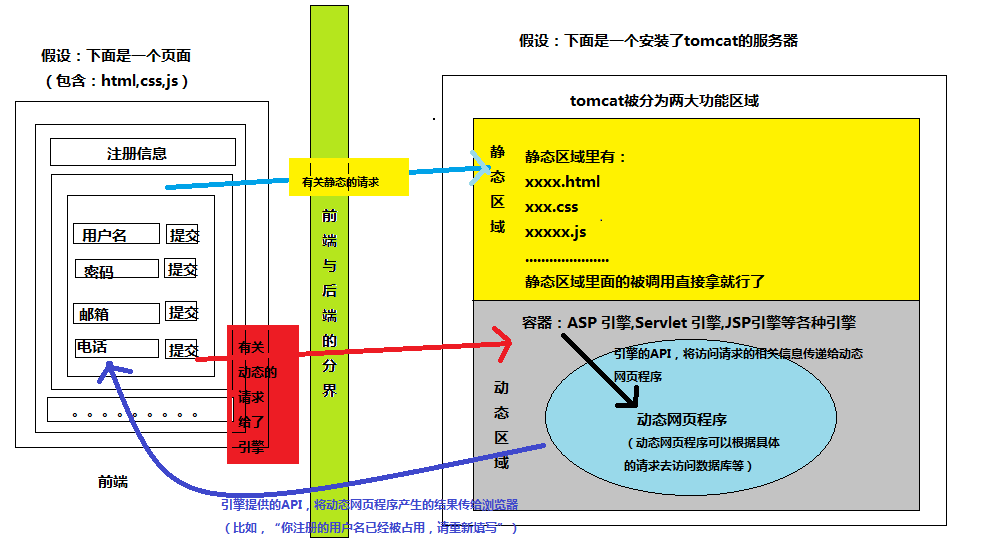 假设：下面是一个页面
（包含：html,css,js）
注册信息
用户名
提交
密码
提交
邮箱
提交
电话
提交
。。。。。。。。。
前端
有关静态的请求
前
端
与
后
端
的
分
界
有关
动态的
请求
给了
引擎
假设：下面是一个安装了tomcat的服务器
tomcat被分为两大功能区域
静
态
区
域
静态区域里有：
xxxx.html
xxx.css
xxxxx.js
.....................
静态区域里面的被调用直接拿就行了
容器：ASP 引擎,Servlet 引擎,JSP引擎等各种引擎
动
态
区
域
引擎的API，将访问请求的相关信息传递给动态
网页程序
动态网页程序
（动态网页程序可以根据具体
的请求去访问数据库等）
引擎提供的API，将动态网页程序产生的结果传给浏览器
（比如，“你注册的用户名已经被占用，请重新填写”）